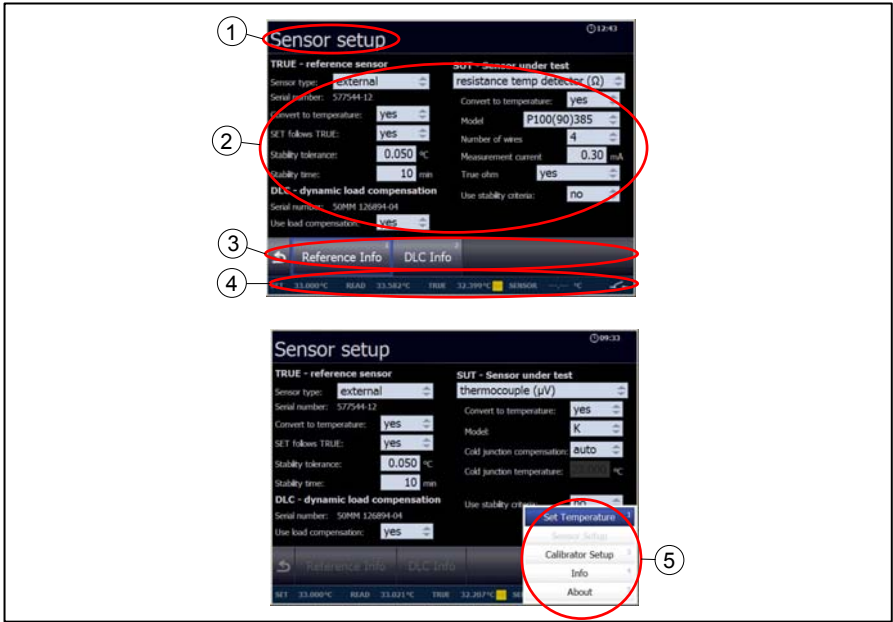 1
12:43
Sensor setup
TRUE - reference sensor
SUT - Sensor under test
Sensor type: external
resistance temp detector (Ω)
Serial number: 577544-12
Convert to temperature: yes
Convert to temperature: yes
Model P100(90)385
SET follows TRUE: yes
Number of wires 4
2
Stability tolerance: 0.050 °C
Measurement current 0.30 mA
Stability time: 10 min
True ohm yes
DLC - dynamic load compensation
Use stability criteria: no
Serial number: 50MM 126894-04
Use load compensation: yes
3
Reference Info 1 DLC Info 2
4
SET 33.000°C READ 33.582°C TRUE 32.399°C SENSOR ---,-- °C
09:33
Sensor setup
TRUE - reference sensor
SUT - Sensor under test
Sensor type: external
thermocouple (µV)
Serial number: 577544-12
Convert to temperature: yes
Convert to temperature: yes
Model: K
SET follows TRUE: yes
Cold junction compensation: auto
Stability tolerance: 0.050 °C
Cold junction temperature: °C
Stability time: 10 min
DLC - dynamic load compensation
Use stability criteria: no
Serial number: 50MM 126894-04
Set Temperature 1
Use load compensation: yes
Sensor Setup
Calibrator Setup 3
5
Reference Info DLC Info
Info 4
About 5
SET 33.000°C READ 33.021°C TRUE 32.207°C